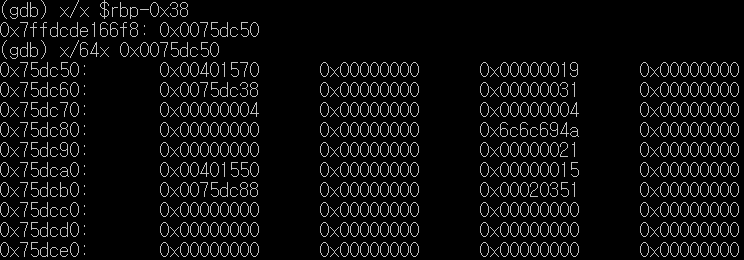 (gdb) x/x $rbp-0x38
0x7ffdcde166f8: 0x0075dc50
(gdb) x/64x 0x0075dc50
0x75dc50: 0x00401570 0x00000000 0x00000019 0x00000000
0x75dc60: 0x0075dc38 0x00000000 0x00000031 0x00000000
0x75dc70: 0x00000004 0x00000000 0x00000004 0x00000000
0x75dc80: 0x00000000 0x00000000 0x6c6c694a 0x00000000
0x75dc90: 0x00000000 0x00000000 0x00000021 0x00000000
0x75dca0: 0x00401550 0x00000000 0x00000015 0x00000000
0x75dcb0: 0x0075dc88 0x00000000 0x00020351 0x00000000
0x75dcc0: 0x00000000 0x00000000 0x00000000 0x00000000
0x75dcd0: 0x00000000 0x00000000 0x00000000 0x00000000
0x75dce0: 0x00000000 0x00000000 0x00000000 0x00000000